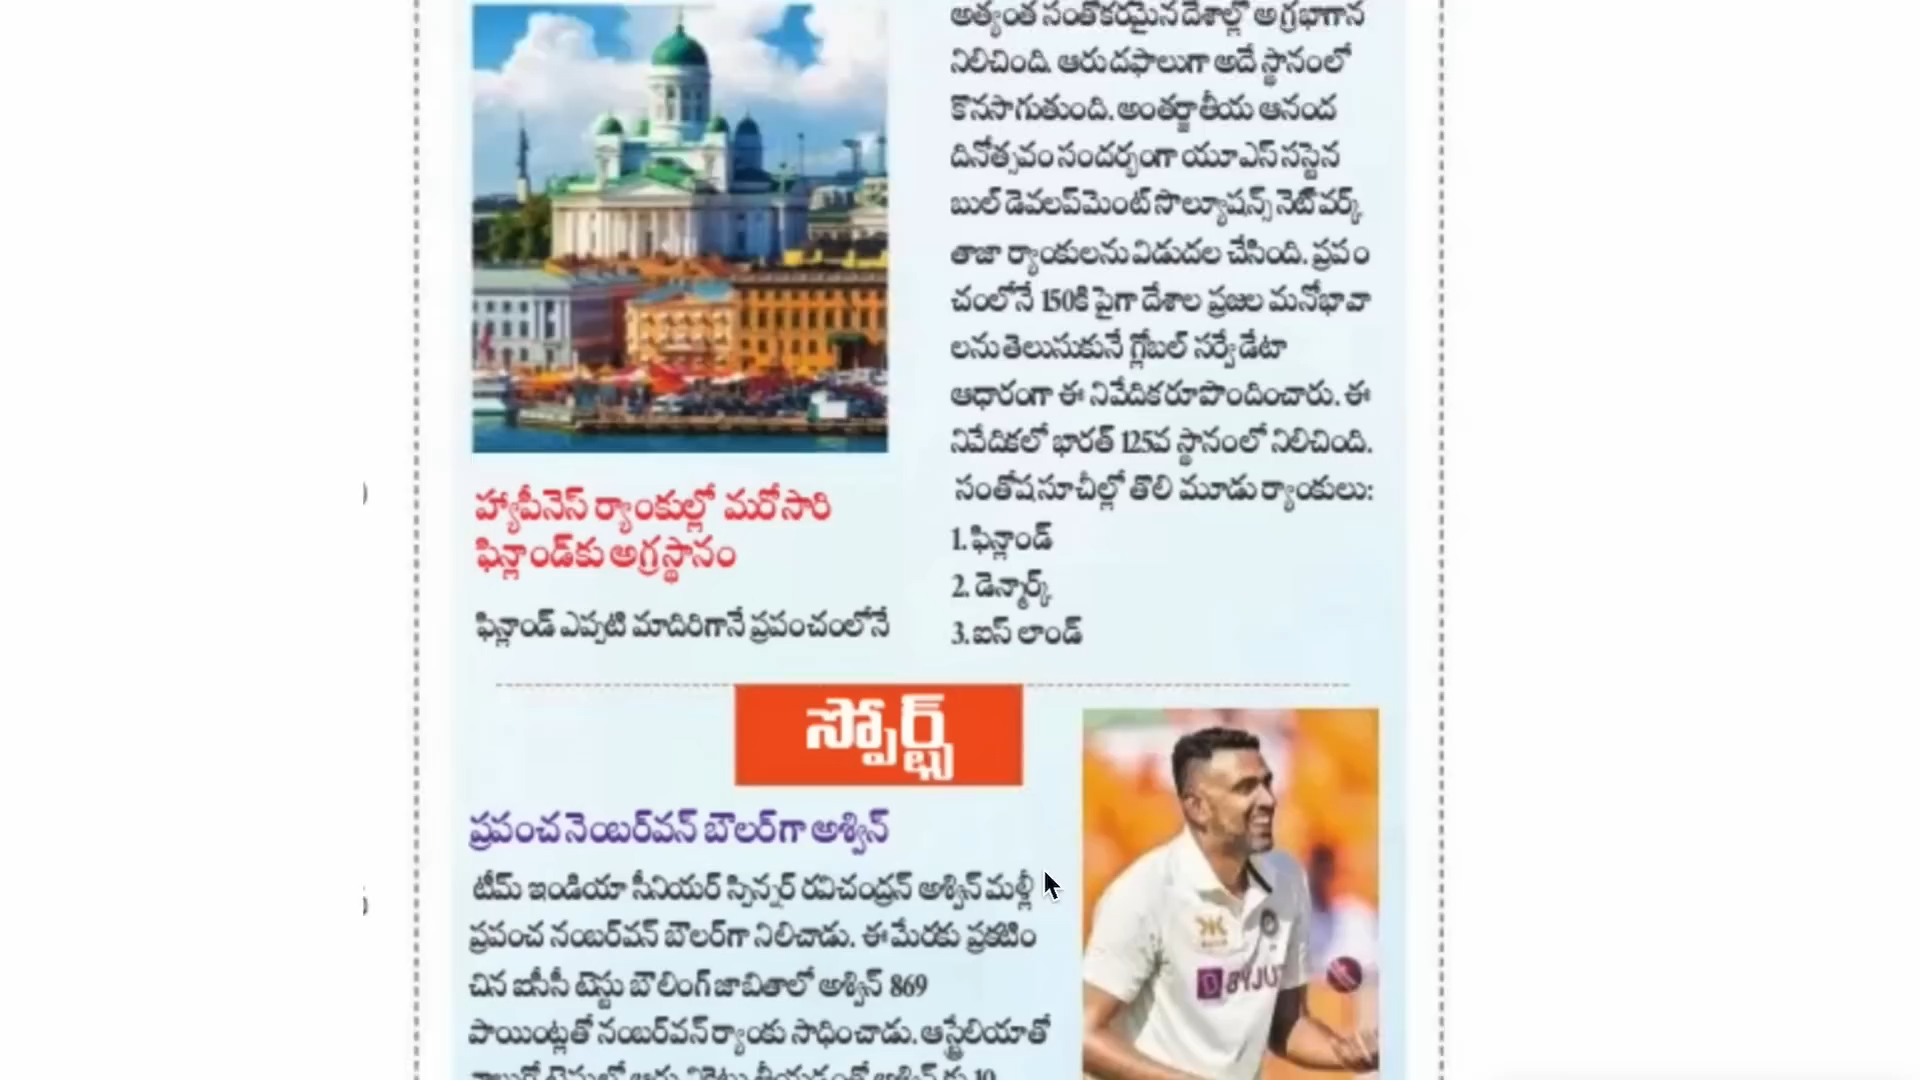 హ్యాపీనెస్ ర్యాంకుల్లో మరోసారి
ఫిన్లాండ్‌కు అగ్రస్థానం
ఫిన్లాండ్ ఎప్పటి మాదిరిగానే ప్రపంచంలోనే
అత్యంత సంతోకరమైన దేశాల్లో అగ్రభాగాన
నిలిచింది. ఆరు దఫాలుగా అదే స్థానంలో
కొనసాగుతుంది. అంతర్జాతీయ ఆనంద
దినోత్సవం సందర్భంగా యూఎస్ సస్టైన
బుల్ డెవలప్‌మెంట్ సొల్యూషన్స్ నెట్‌వర్క్
తాజా ర్యాంకులను విడుదల చేసింది. ప్రపం
చంలోనే 150కి పైగా దేశాల ప్రజల మనోభావా
లను తెలుసుకునే గ్లోబల్ సర్వే డేటా
ఆధారంగా ఈ నివేదిక రూపొందించారు. ఈ
నివేదికలో భారత్ 125వ స్థానంలో నిలిచింది.
సంతోష సూచీల్లో తొలి మూడు ర్యాంకులు:
1. ఫిన్లాండ్
2. డెన్మార్క్
3. ఐస్ లాండ్
స్పోర్ట్స్
ప్రపంచ నెంబర్‌వన్ బౌలర్‌గా అశ్విన్
టీమ్ ఇండియా సీనియర్ స్పిన్నర్ రవిచంద్రన్ అశ్విన్ మళ్లీ
ప్రపంచ నంబర్‌వన్ బౌలర్‌గా నిలిచాడు. ఈ మేరకు ప్రకటిం
చిన ఐసీసీ టెస్టు బౌలింగ్ జాబితాలో అశ్విన్ 869
పాయింట్లతో నంబర్‌వన్ ర్యాంకు సాధించాడు. ఆస్ట్రేలియాతో
BYJU'